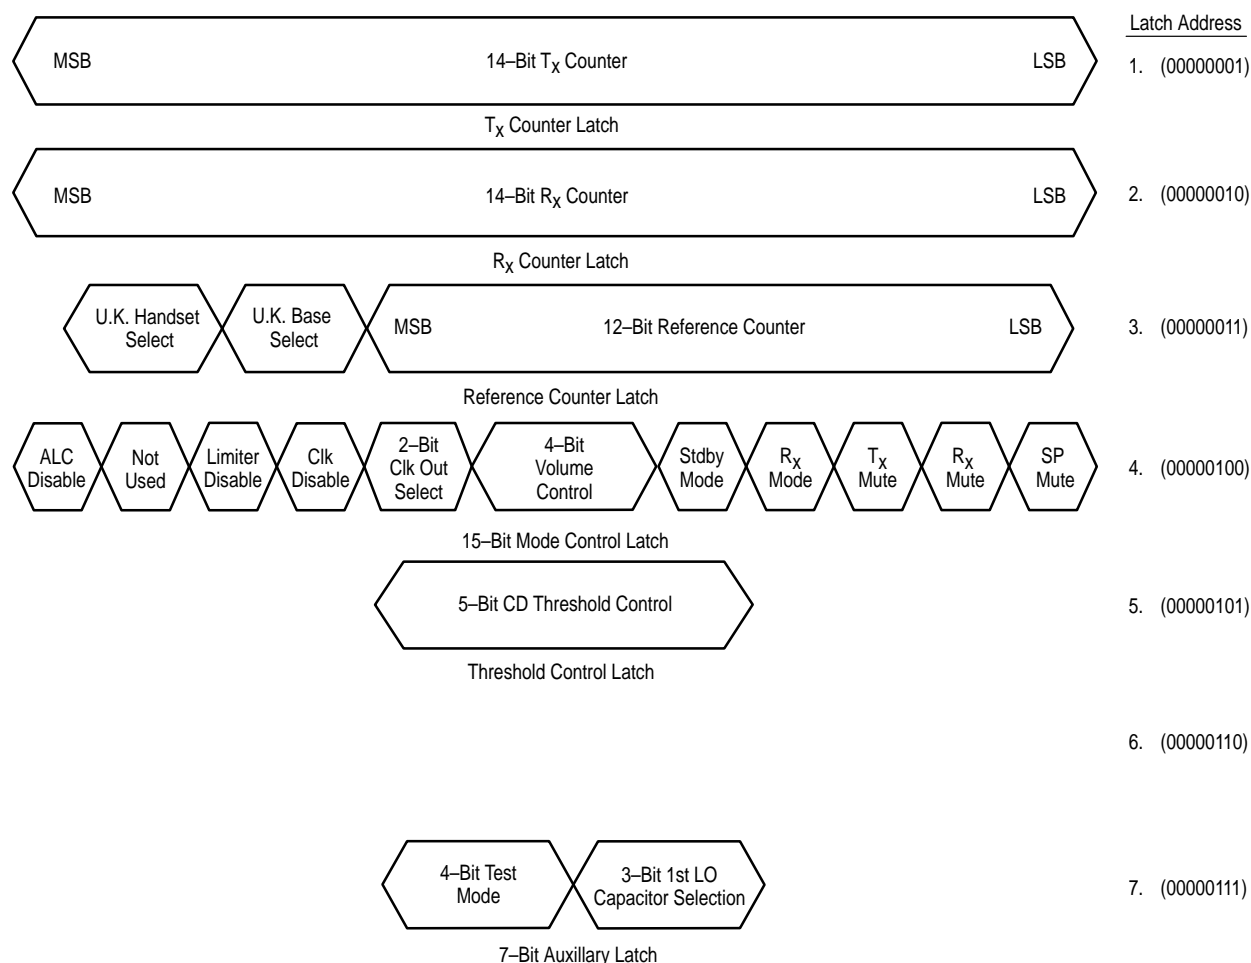 Latch Address
MSB 14–Bit Tx Counter LSB 1. (00000001)
Tx Counter Latch
MSB 14–Bit Rx Counter LSB 2. (00000010)
Rx Counter Latch
U.K. Handset Select U.K. Base Select MSB 12–Bit Reference Counter LSB 3. (00000011)
Reference Counter Latch
ALC Disable Not Used Limiter Disable Clk Disable 2–Bit Clk Out Select 4–Bit Volume Control Stdby Mode Rx Mode Tx Mute Rx Mute SP Mute 4. (00000100)
15–Bit Mode Control Latch
5–Bit CD Threshold Control 5. (00000101)
Threshold Control Latch
6. (00000110)
4–Bit Test Mode 3–Bit 1st LO Capacitor Selection 7. (00000111)
7–Bit Auxillary Latch